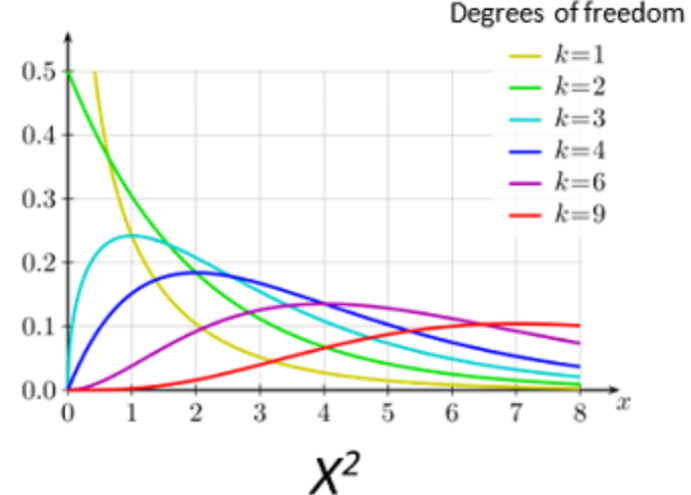 Degrees of freedom
k=1
k=2
k=3
k=4
k=6
k=9
0.5
0.4
0.3
0.2
0.1
0.0
0 1 2 3 4 5 6 7 8 x
X²